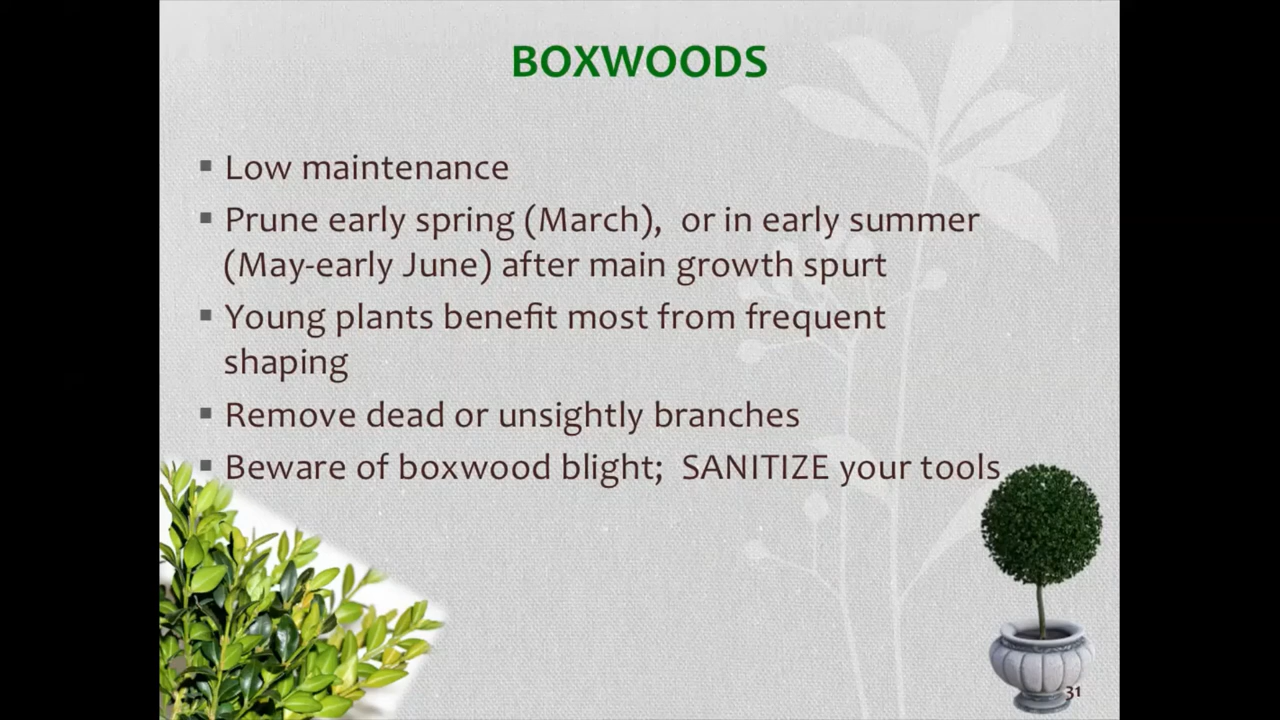 BOXWOODS
▪ Low maintenance
▪ Prune early spring (March),  or in early summer
(May-early June) after main growth spurt
▪ Young plants benefit most from frequent
shaping
▪ Remove dead or unsightly branches
▪ Beware of boxwood blight;  SANITIZE your tools
31